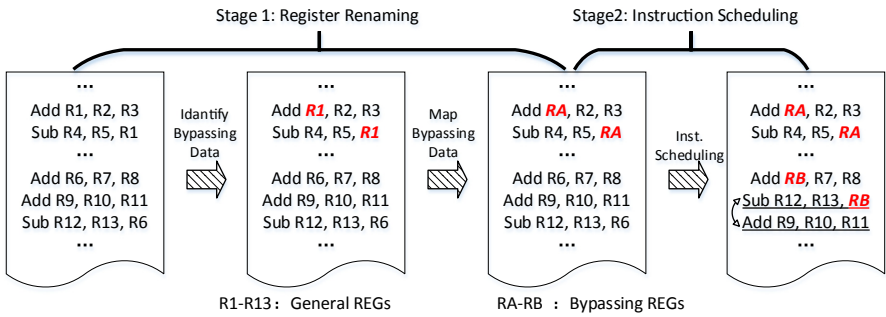 Stage 1: Register Renaming
Stage2: Instruction Scheduling
...
Add R1, R2, R3
Sub R4, R5, R1
...
Add R6, R7, R8
Add R9, R10, R11
Sub R12, R13, R6
...
Idantify
Bypassing
Data
...
Add R1, R2, R3
Sub R4, R5, R1
...
Add R6, R7, R8
Add R9, R10, R11
Sub R12, R13, R6
...
Map
Bypassing
Data
...
Add RA, R2, R3
Sub R4, R5, RA
...
Add R6, R7, R8
Add R9, R10, R11
Sub R12, R13, R6
...
Inst.
Scheduling
...
Add RA, R2, R3
Sub R4, R5, RA
...
Add RB, R7, R8
Sub R12, R13, RB
Add R9, R10, R11
...
R1-R13： General REGs
RA-RB ： Bypassing REGs